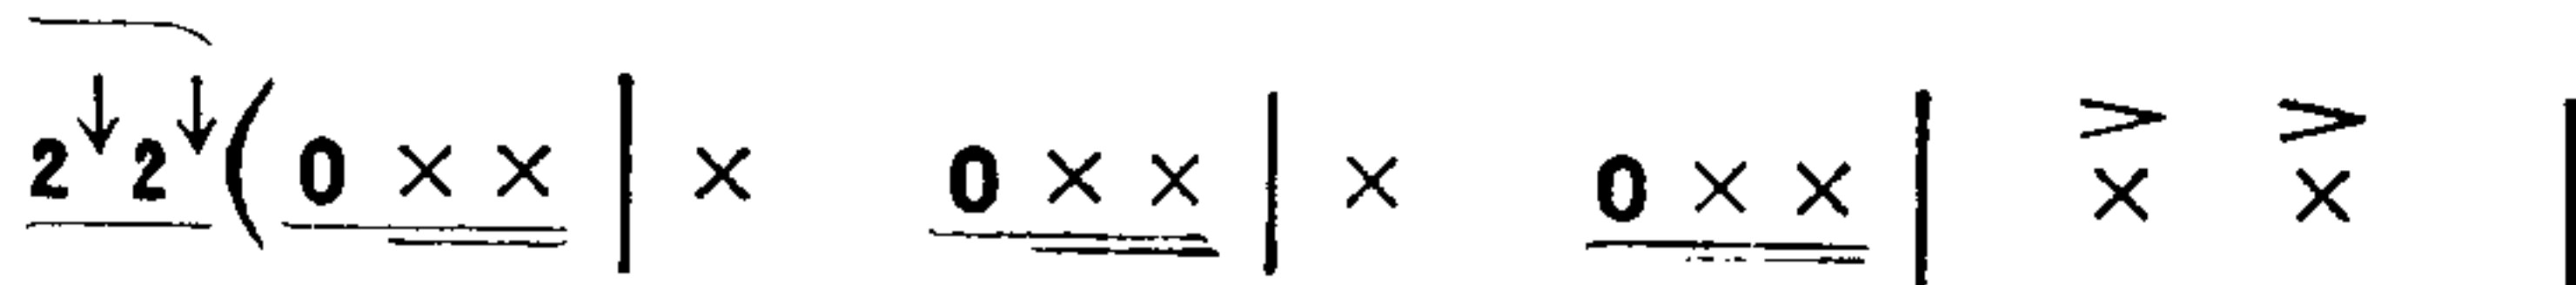 2↓2↓(0 × × | × 0 × × | × 0 × × | > × > × |